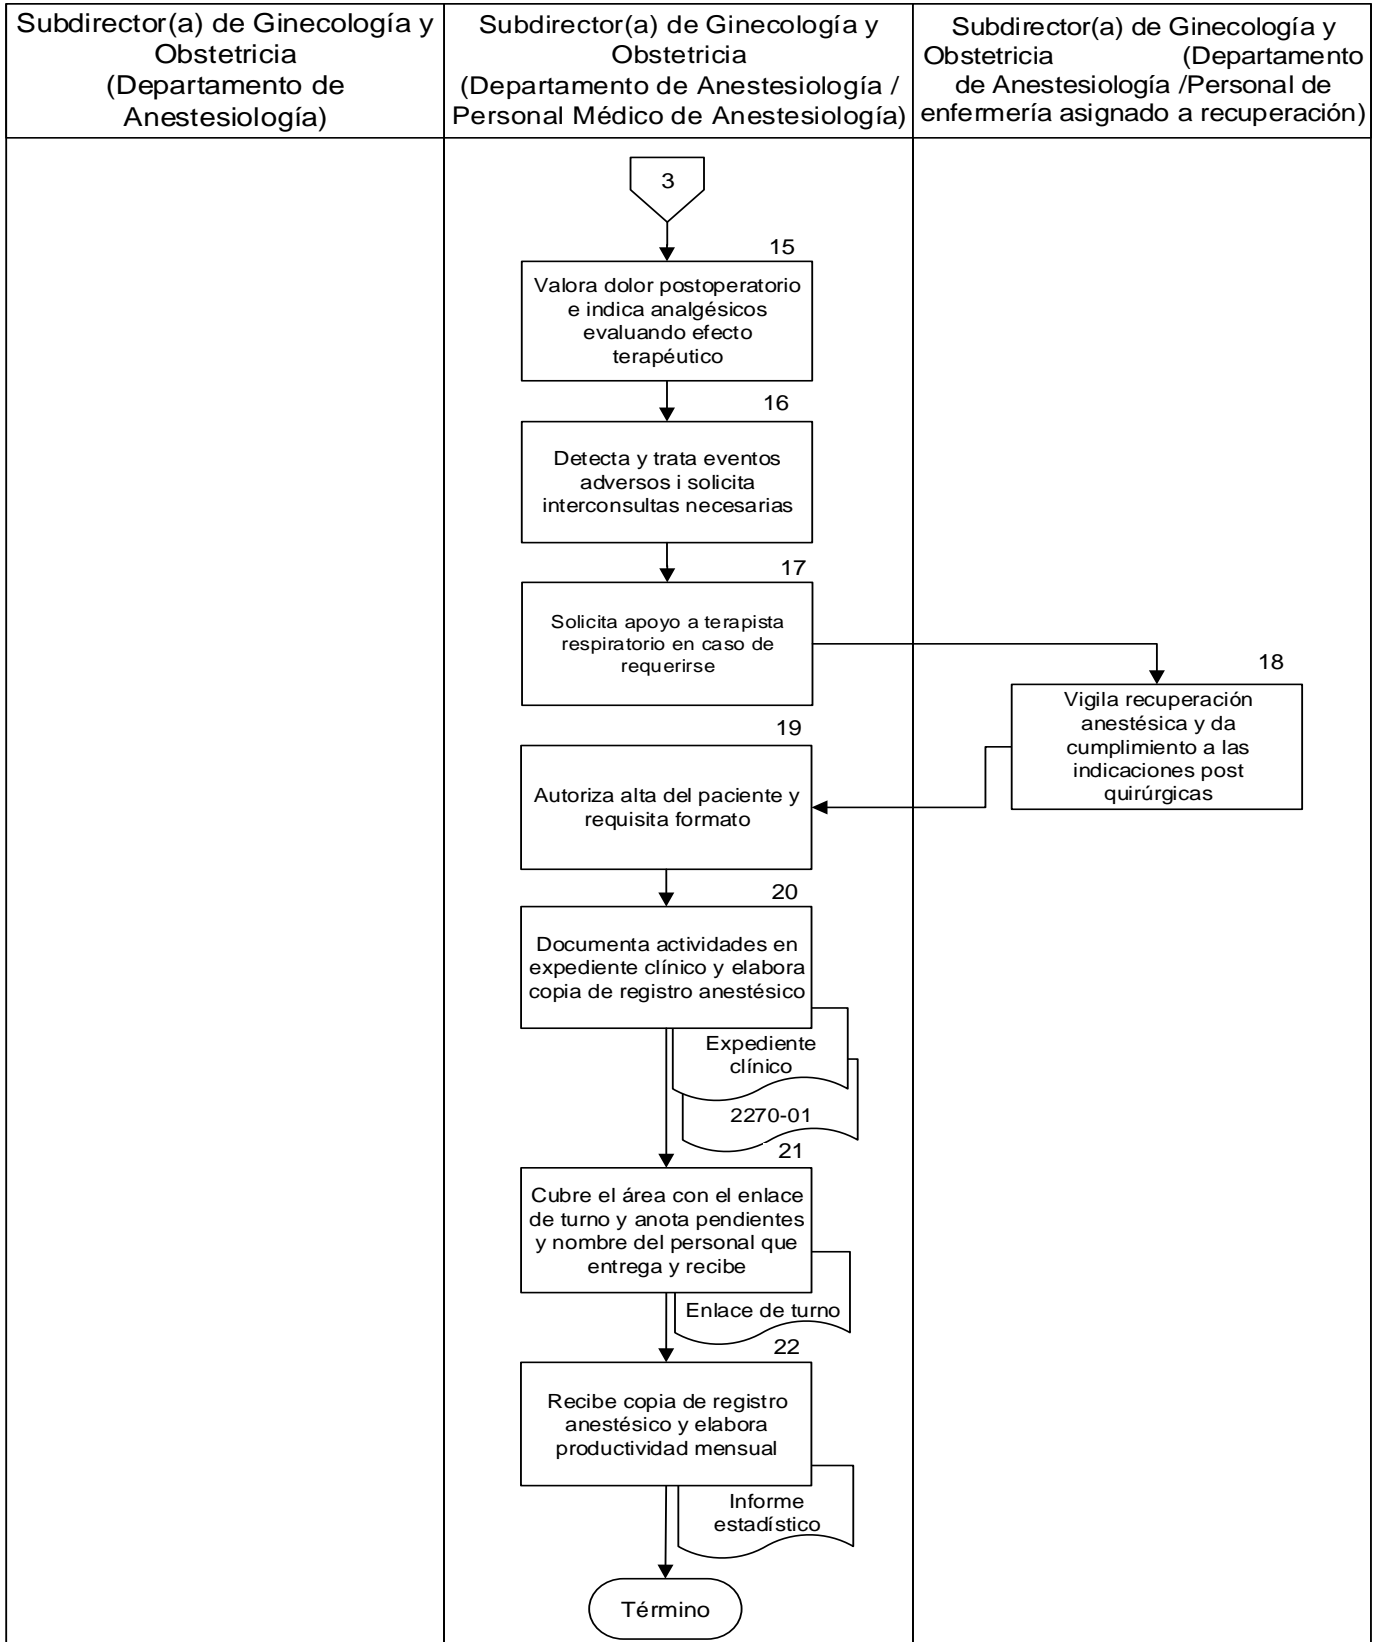 Subdirector(a) de Ginecología y
Obstetricia
(Departamento de
Anestesiología)
Subdirector(a) de Ginecología y
Obstetricia
(Departamento de Anestesiología /
Personal Médico de Anestesiología)
Subdirector(a) de Ginecología y
Obstetricia (Departamento
de Anestesiología /Personal de
enfermería asignado a recuperación)
3
15
Valora dolor postoperatorio
e indica analgésicos
evaluando efecto
terapéutico
16
Detecta y trata eventos
adversos i solicita
interconsultas necesarias
17
Solicita apoyo a terapista
respiratorio en caso de
requerirse
18
Vigila recuperación
anestésica y da
cumplimiento a las
indicaciones post
quirúrgicas
19
Autoriza alta del paciente y
requisita formato
20
Documenta actividades en
expediente clínico y elabora
copia de registro anestésico
Expediente
clínico
2270-01
21
Cubre el área con el enlace
de turno y anota pendientes
y nombre del personal que
entrega y recibe
Enlace de turno
22
Recibe copia de registro
anestésico y elabora
productividad mensual
Informe
estadístico
Término